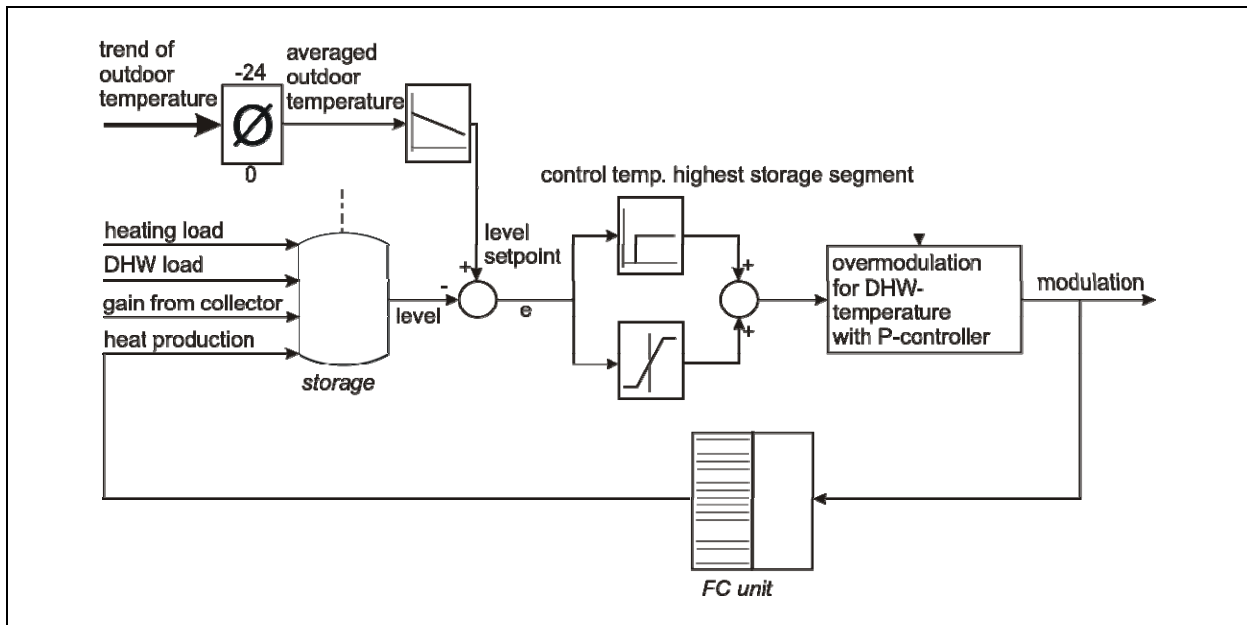 trend of
outdoor
temperature
-24
Ø
0
averaged
outdoor
temperature
control temp. highest storage segment
heating load
DHW load
gain from collector
heat production
storage
level
setpoint
+
-
level
e
+
+
overmodulation
for DHW-
temperature
with P-controller
modulation
FC unit